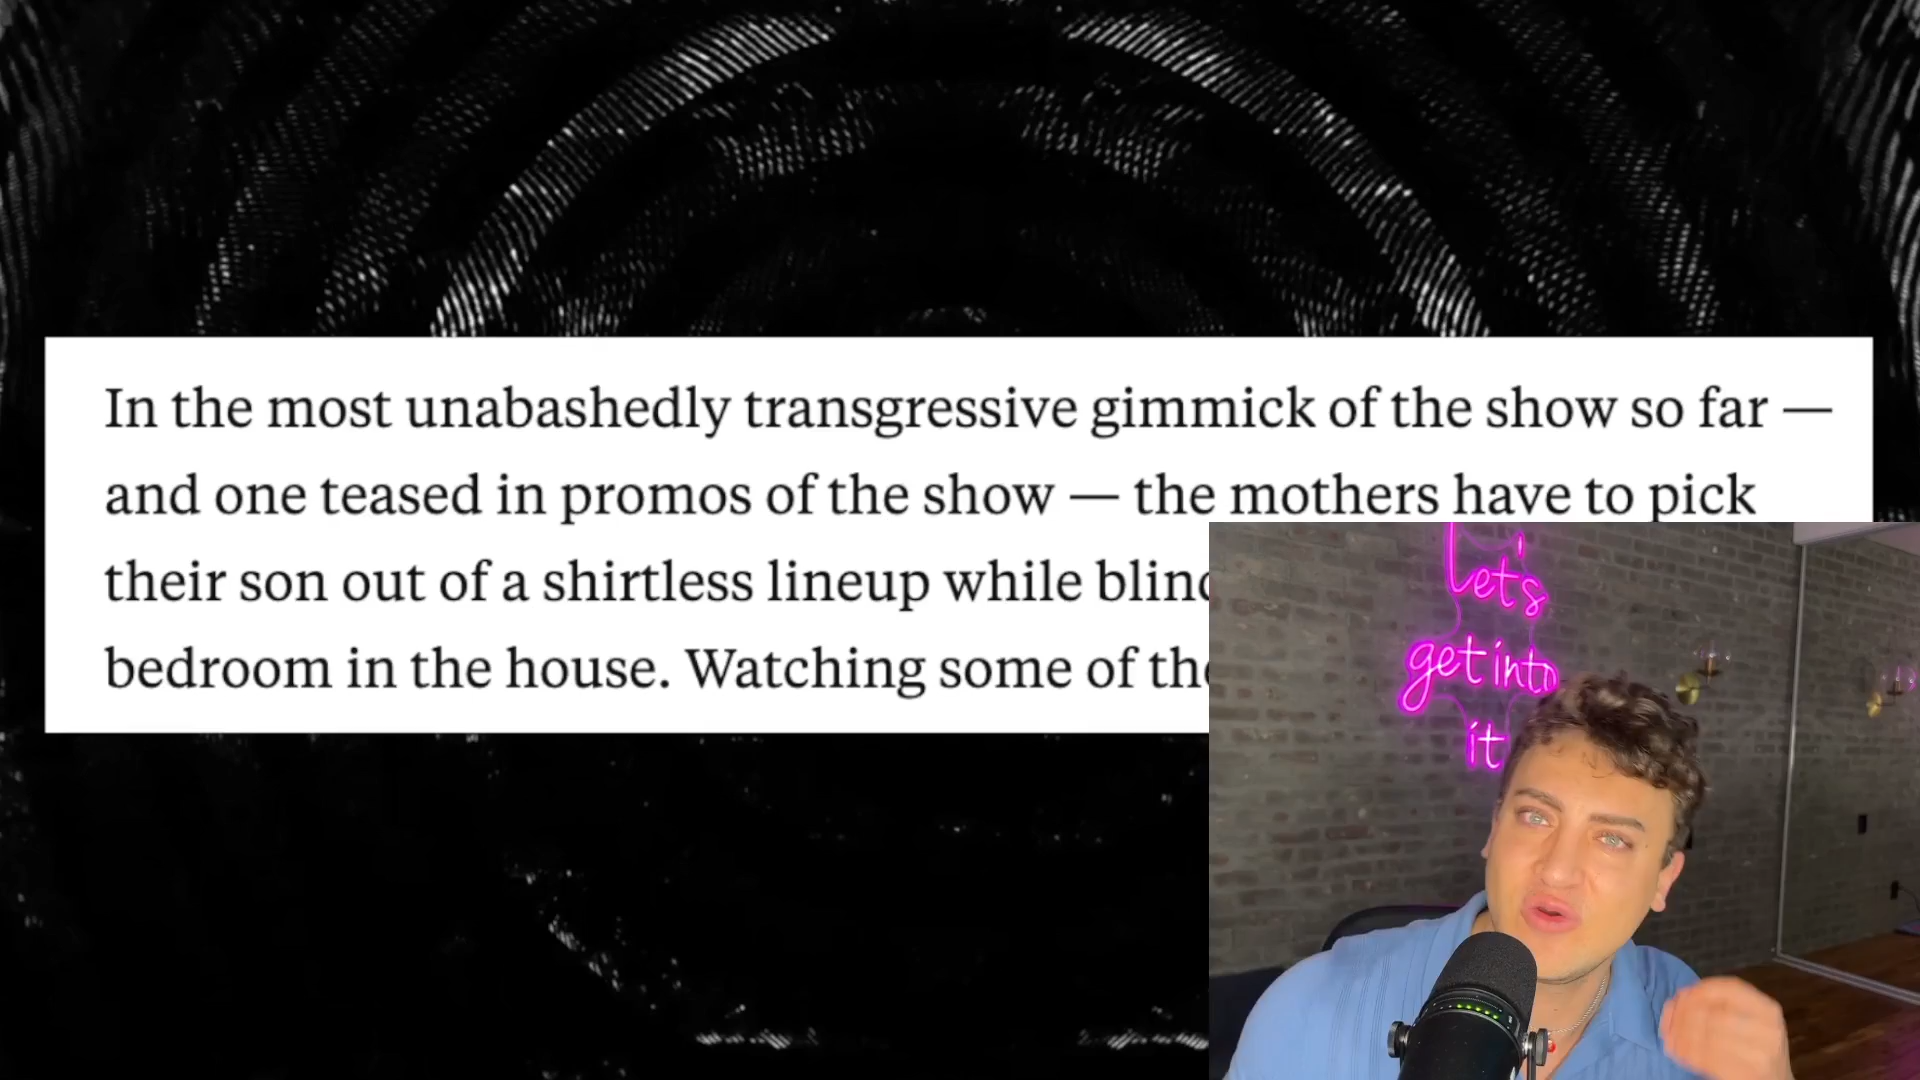 In the most unabashedly transgressive gimmick of the show so far —
and one teased in promos of the show — the mothers have to pick
their son out of a shirtless lineup while
bedroom in the house. Watching some of
Let's
get into
it